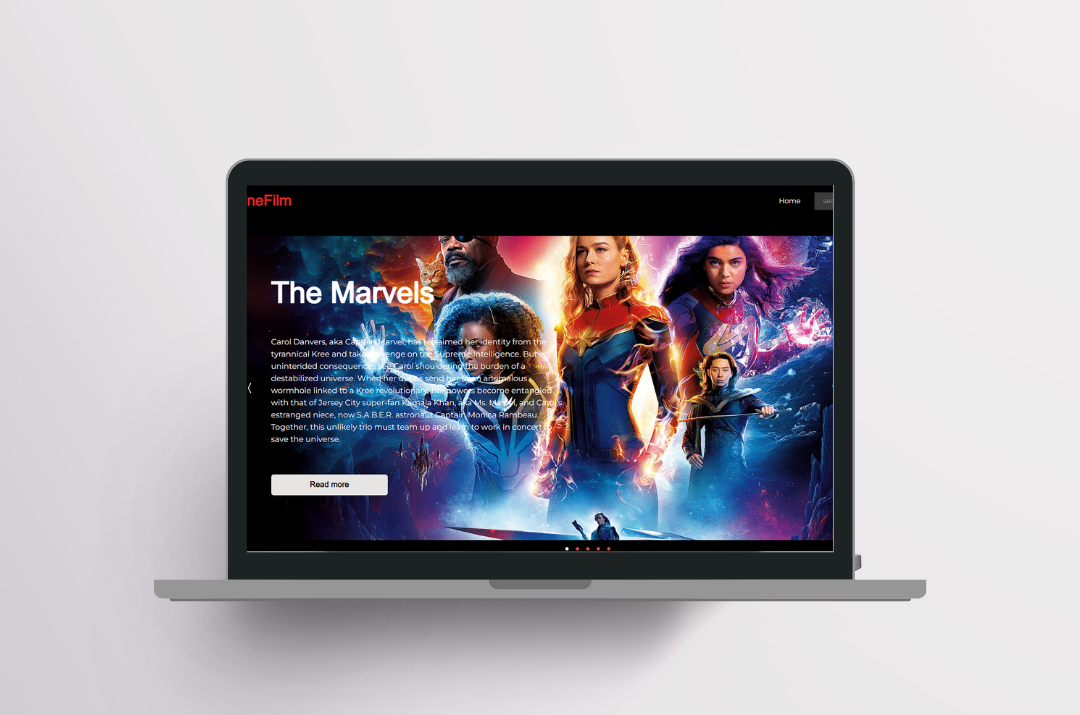 neFilm
Home
The Marvels
Carol Danvers, aka Captain Marvel, has reclaimed her identity from the
tyrannical Kree and taken revenge on the Supreme Intelligence. But
unintended consequences see Carol shouldering the burden of a
destabilized universe. When her duties send her to an anomalous
wormhole linked to a Kree revolutionary, her powers become entangled
with that of Jersey City super-fan Kamala Khan, aka Ms. Marvel, and Carol's
estranged niece, now S.A.B.E.R. astronaut Captain Monica Rambeau.
Together, this unlikely trio must team up and learn to work in concert to
save the universe.
Read more